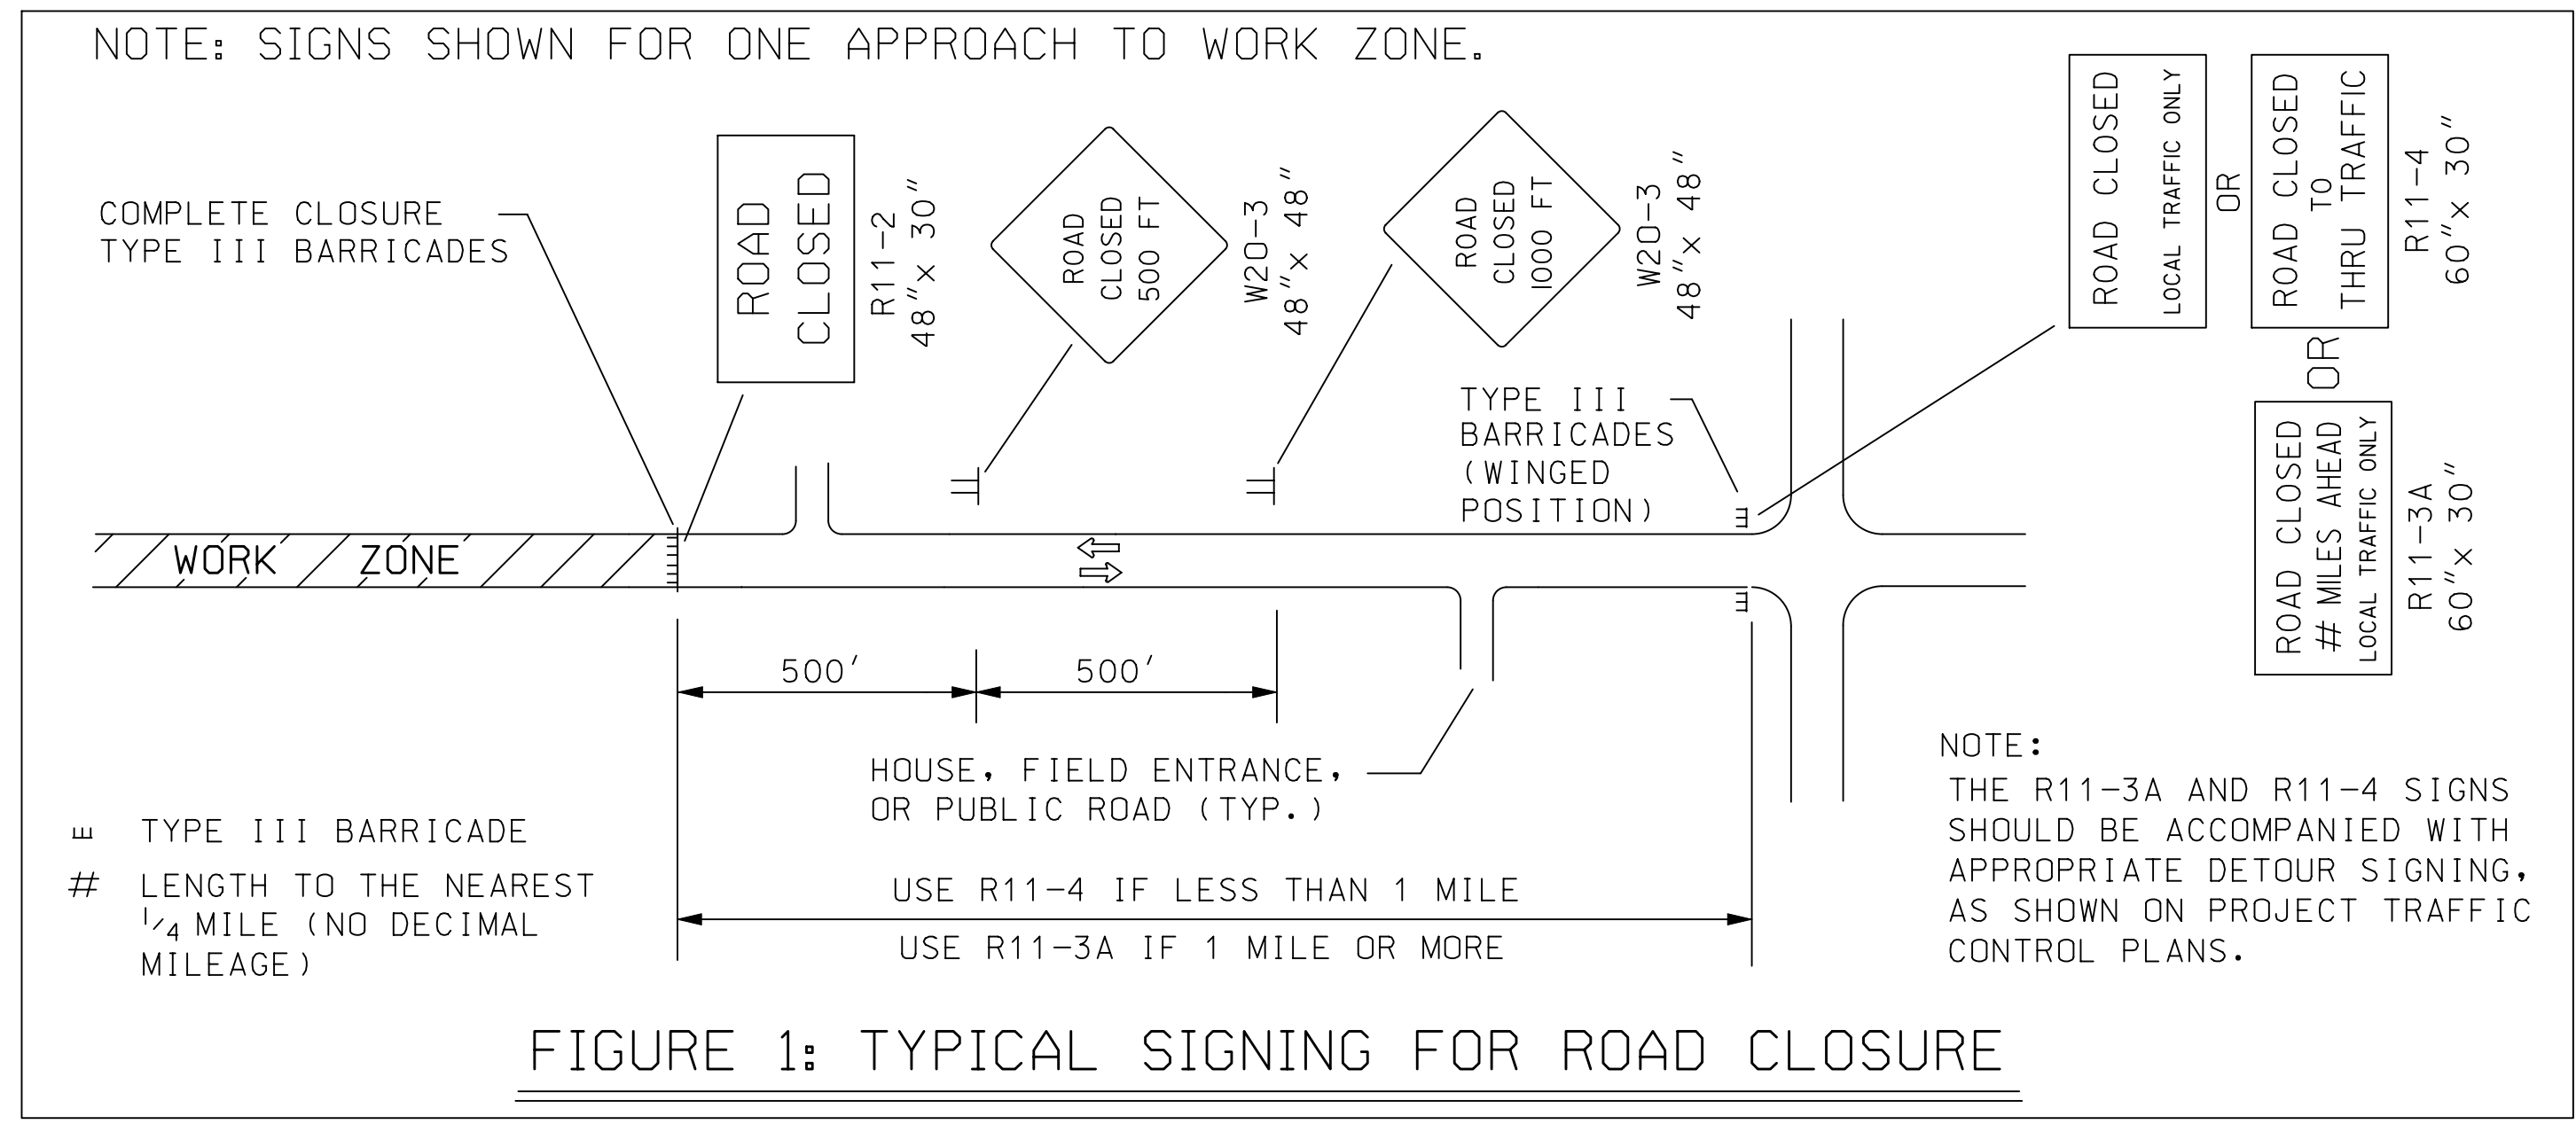 NOTE: SIGNS SHOWN FOR ONE APPROACH TO WORK ZONE.
COMPLETE CLOSURE
TYPE III BARRICADES
ROAD
CLOSED
R11-2
48"x 30"
ROAD
CLOSED
500 FT
W20-3
48"x 48"
ROAD
CLOSED
1000 FT
W20-3
48"x 48"
ROAD CLOSED
LOCAL TRAFFIC ONLY
OR
ROAD CLOSED
TO
THRU TRAFFIC
R11-4
60"x 30"
OR
ROAD CLOSED
# MILES AHEAD
LOCAL TRAFFIC ONLY
R11-3A
60"x 30"
TYPE III
BARRICADES
(WINGED
POSITION)
WORK ZONE
500'
500'
HOUSE, FIELD ENTRANCE,
OR PUBLIC ROAD (TYP.)
TYPE III BARRICADE
# LENGTH TO THE NEAREST
1/4 MILE (NO DECIMAL
MILEAGE)
USE R11-4 IF LESS THAN 1 MILE
USE R11-3A IF 1 MILE OR MORE
NOTE:
THE R11-3A AND R11-4 SIGNS
SHOULD BE ACCOMPANIED WITH
APPROPRIATE DETOUR SIGNING,
AS SHOWN ON PROJECT TRAFFIC
CONTROL PLANS.
FIGURE 1: TYPICAL SIGNING FOR ROAD CLOSURE